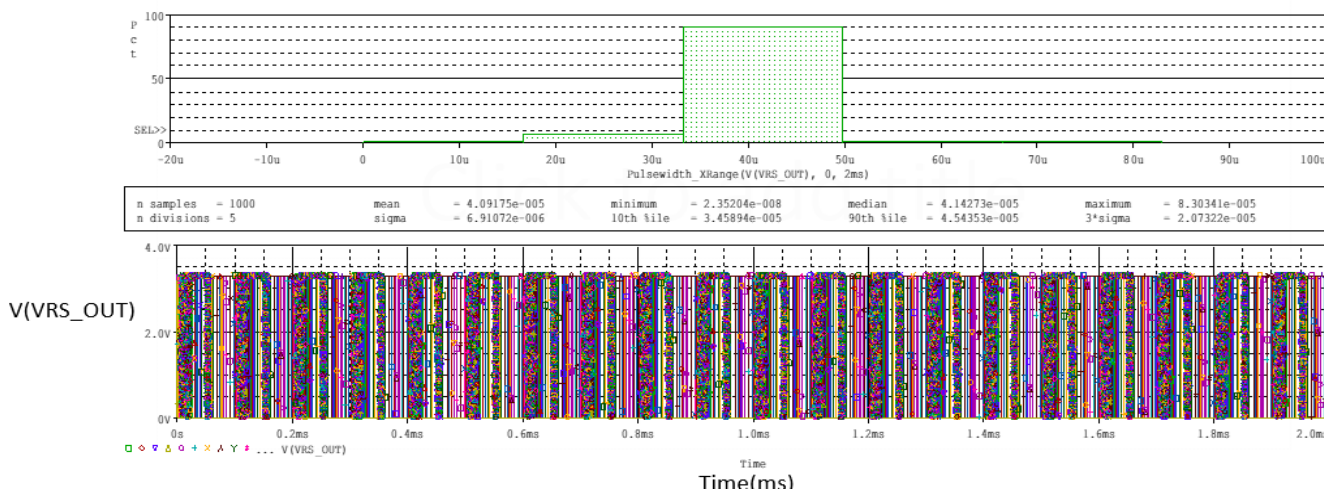 100
P
c
t
50
SEL>>
0
-20u -10u 0 10u 20u 30u 40u 50u 60u 70u 80u 90u 100u
Pulsewidth_XRange(V(VRS_OUT), 0, 2ms)
n samples = 1000 mean = 4.09175e-005 minimum = 2.35204e-008 median = 4.14273e-005 maximum = 8.30341e-005
n divisions = 5 sigma = 6.91072e-006 10th %ile = 3.45894e-005 90th %ile = 4.54353e-005 3*sigma = 2.07322e-005
4.0V
V(VRS_OUT)
2.0V
0V
0s 0.2ms 0.4ms 0.6ms 0.8ms 1.0ms 1.2ms 1.4ms 1.6ms 1.8ms 2.0ms
... V(VRS_OUT)
Time
Time(ms)